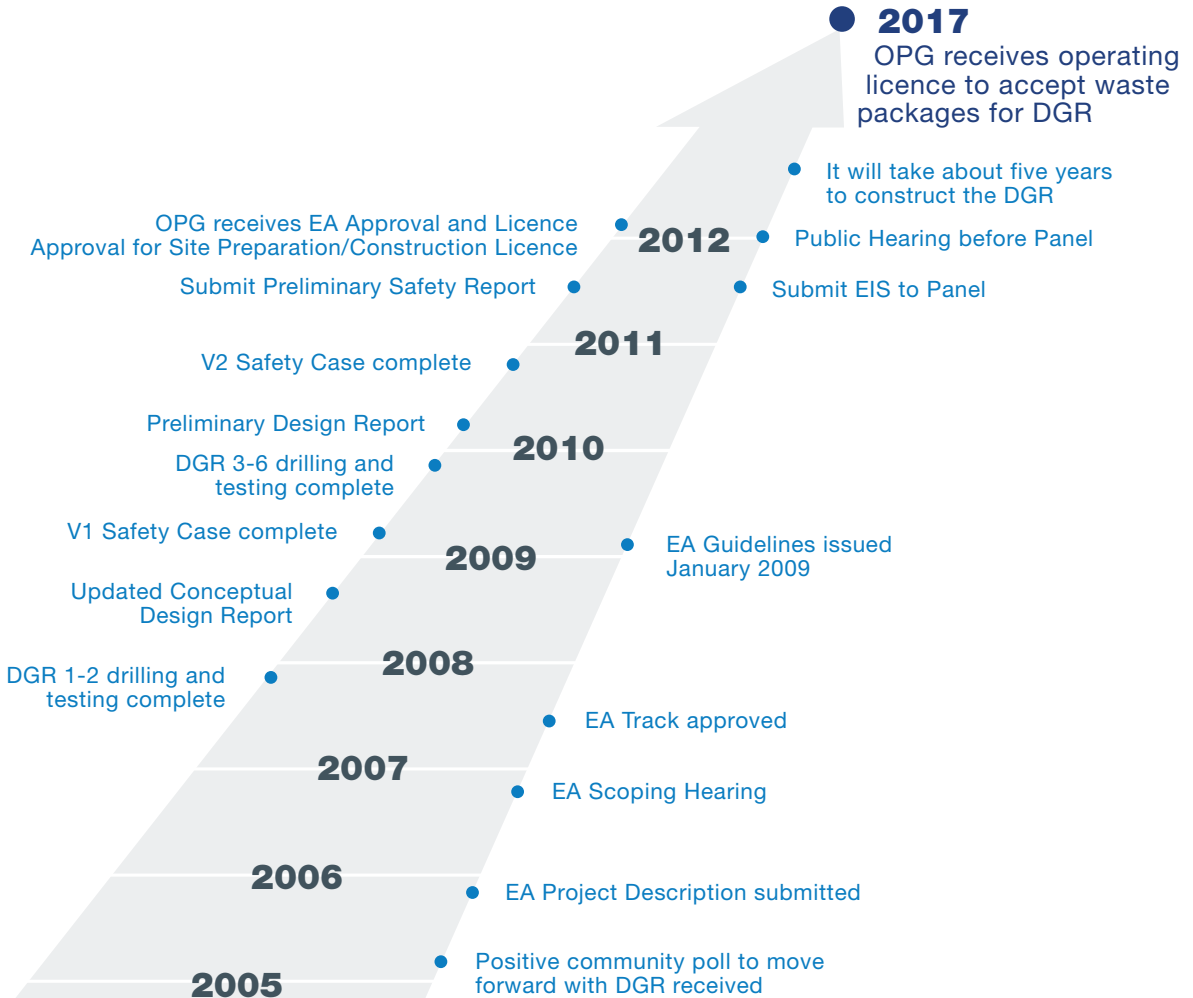 2017
OPG receives operating
licence to accept waste
packages for DGR
It will take about five years
to construct the DGR
OPG receives EA Approval and Licence
Approval for Site Preparation/Construction Licence
2012
Public Hearing before Panel
Submit Preliminary Safety Report
Submit EIS to Panel
2011
V2 Safety Case complete
Preliminary Design Report
2010
DGR 3-6 drilling and
testing complete
V1 Safety Case complete
2009
EA Guidelines issued
January 2009
Updated Conceptual
Design Report
2008
DGR 1-2 drilling and
testing complete
EA Track approved
2007
EA Scoping Hearing
2006
EA Project Description submitted
Positive community poll to move
forward with DGR received
2005